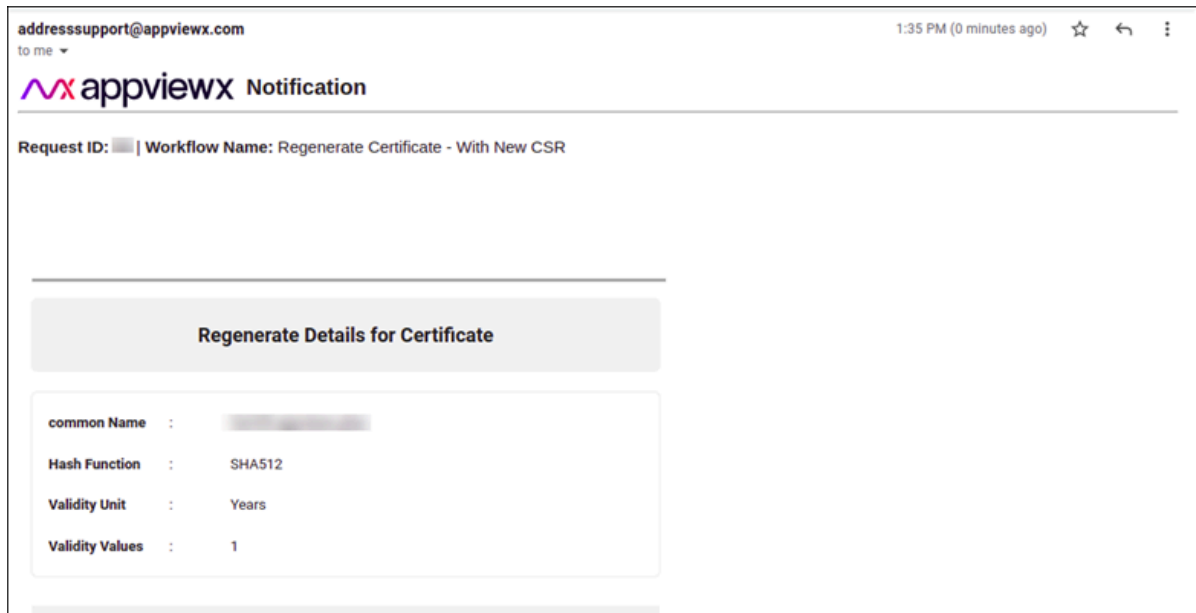 addresssupport@appviewx.com 1:35 PM (0 minutes ago)
to me
appviewx Notification
Request ID: | Workflow Name: Regenerate Certificate - With New CSR
Regenerate Details for Certificate
common Name :
Hash Function : SHA512
Validity Unit : Years
Validity Values : 1